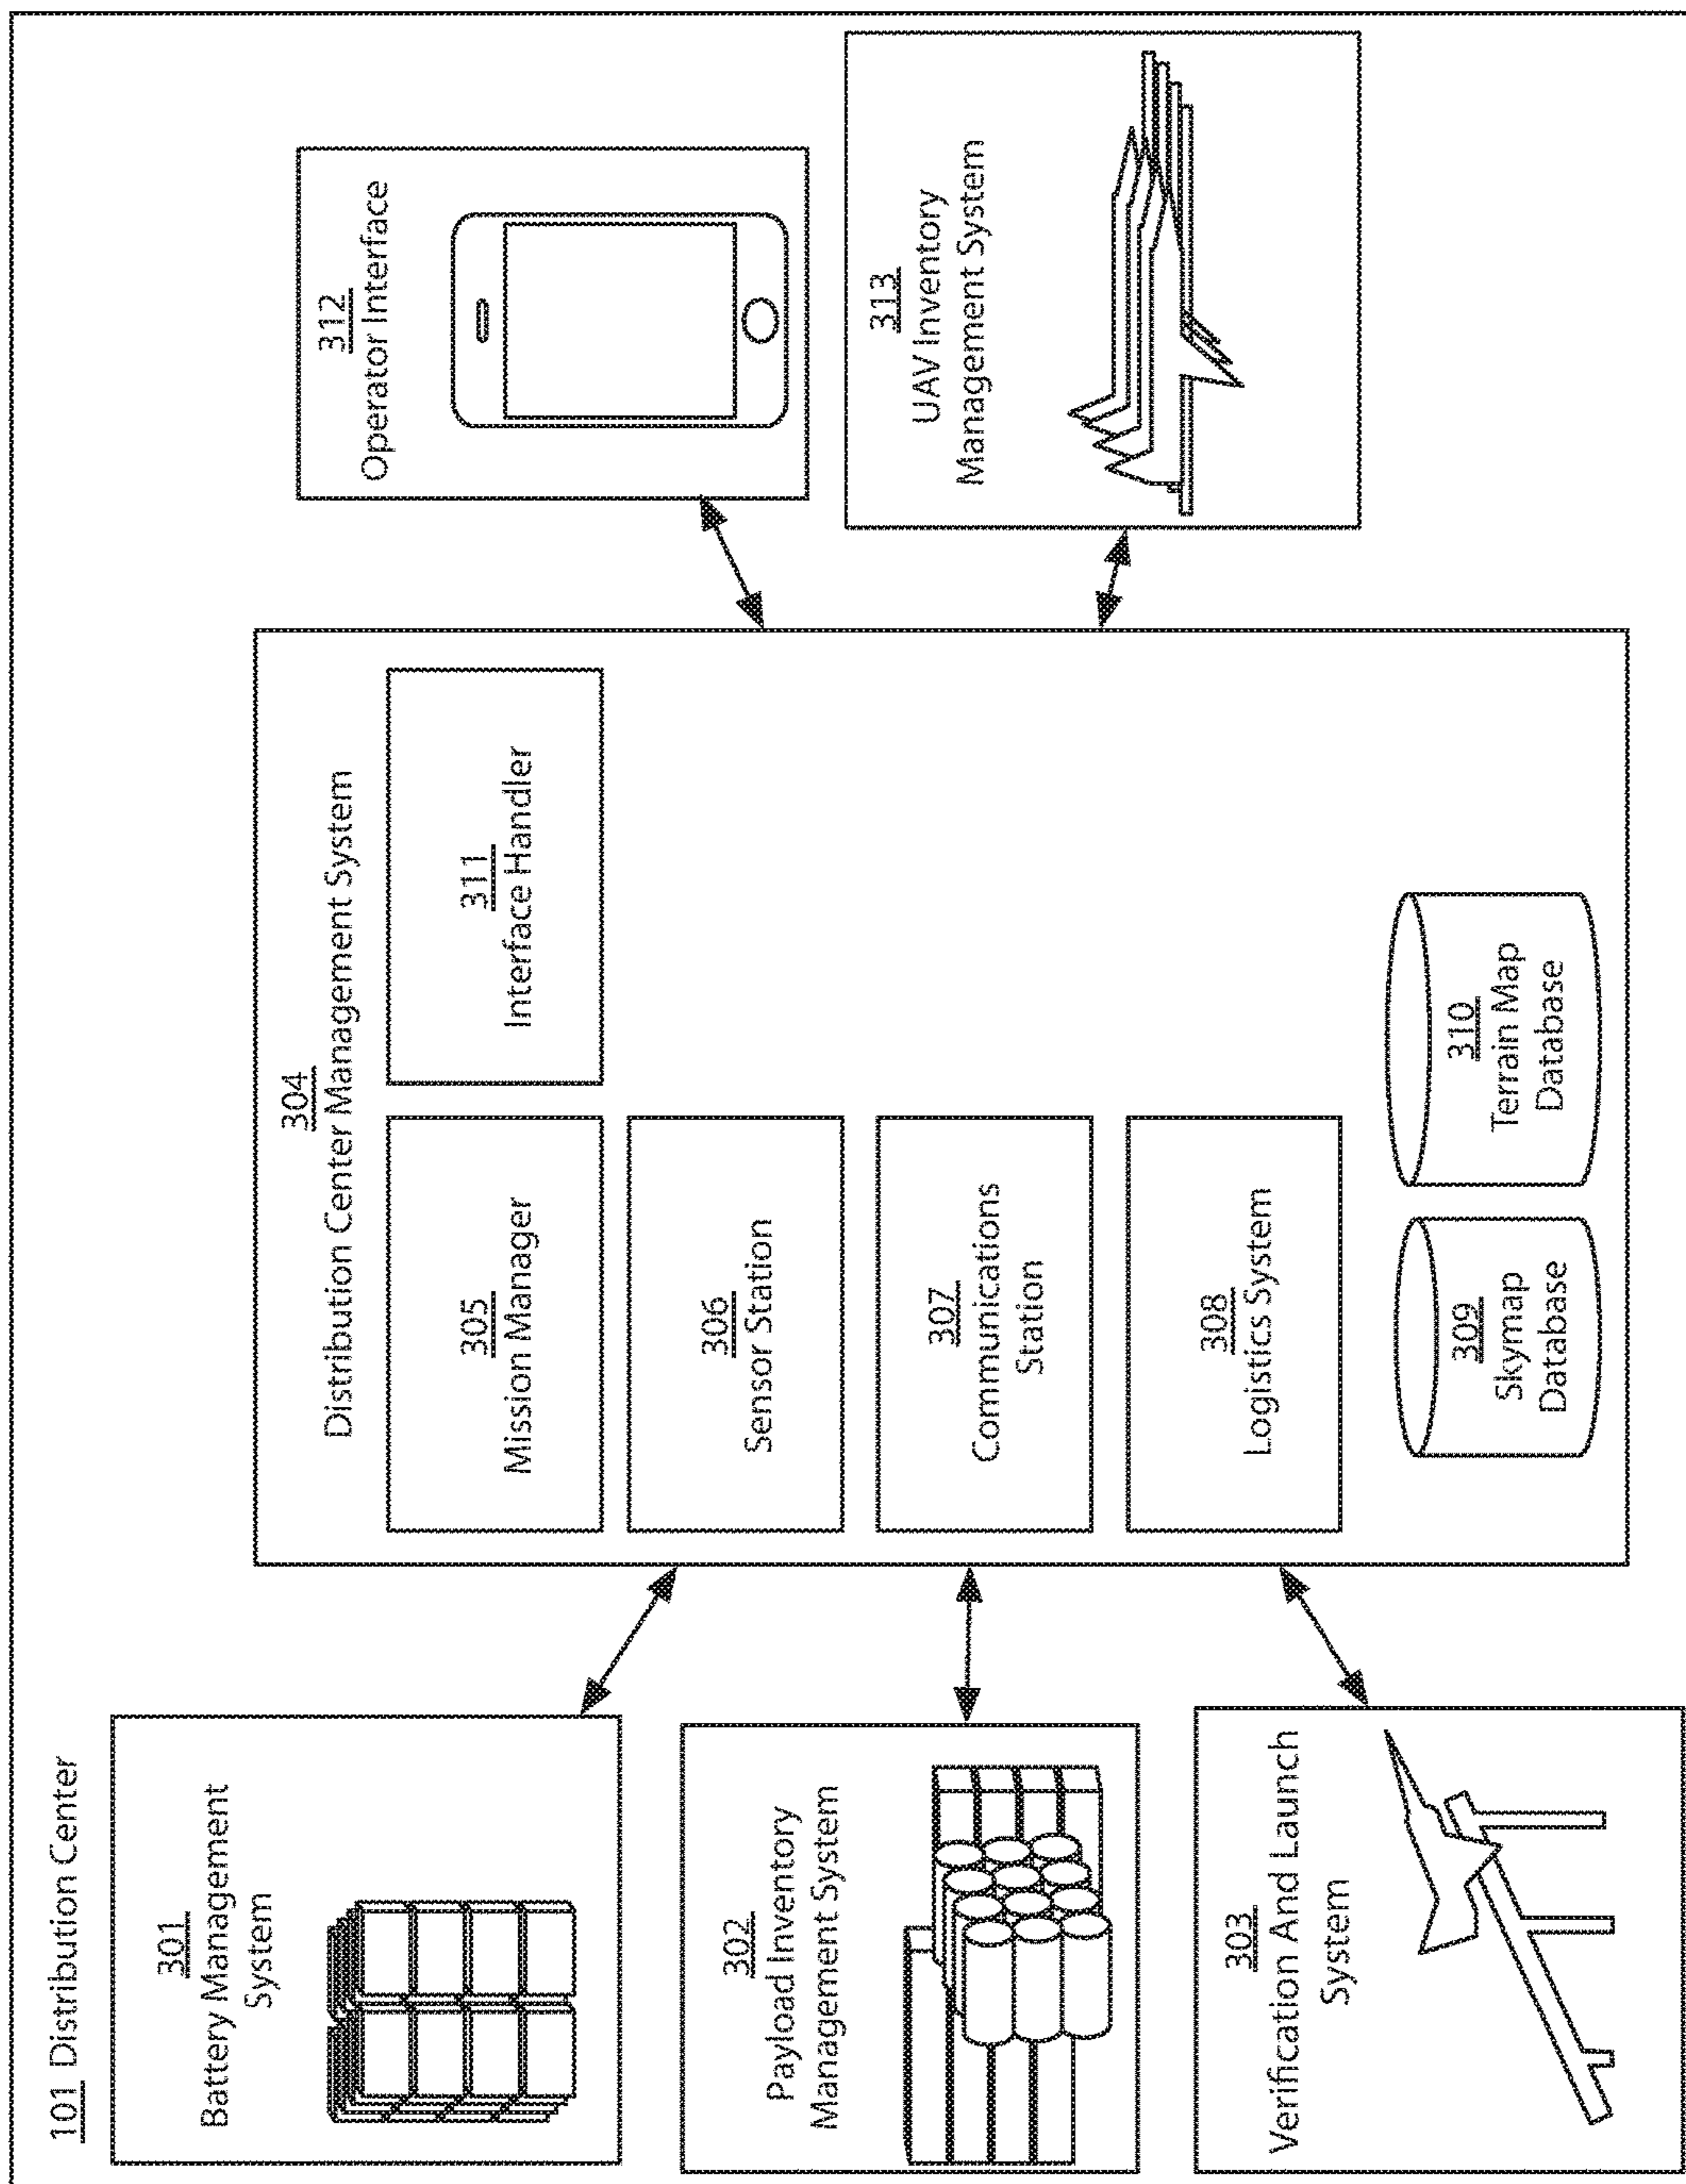 101 Distribution Center
301
Battery Management
System
302
Payload Inventory
Management System
303
Verification And Launch
System
304
Distribution Center Management System
305
Mission Manager
306
Sensor Station
307
Communications
Station
308
Logistics System
309
Skymap
Database
310
Terrain Map
Database
311
Interface Handler
312
Operator Interface
313
UAV Inventory
Management System